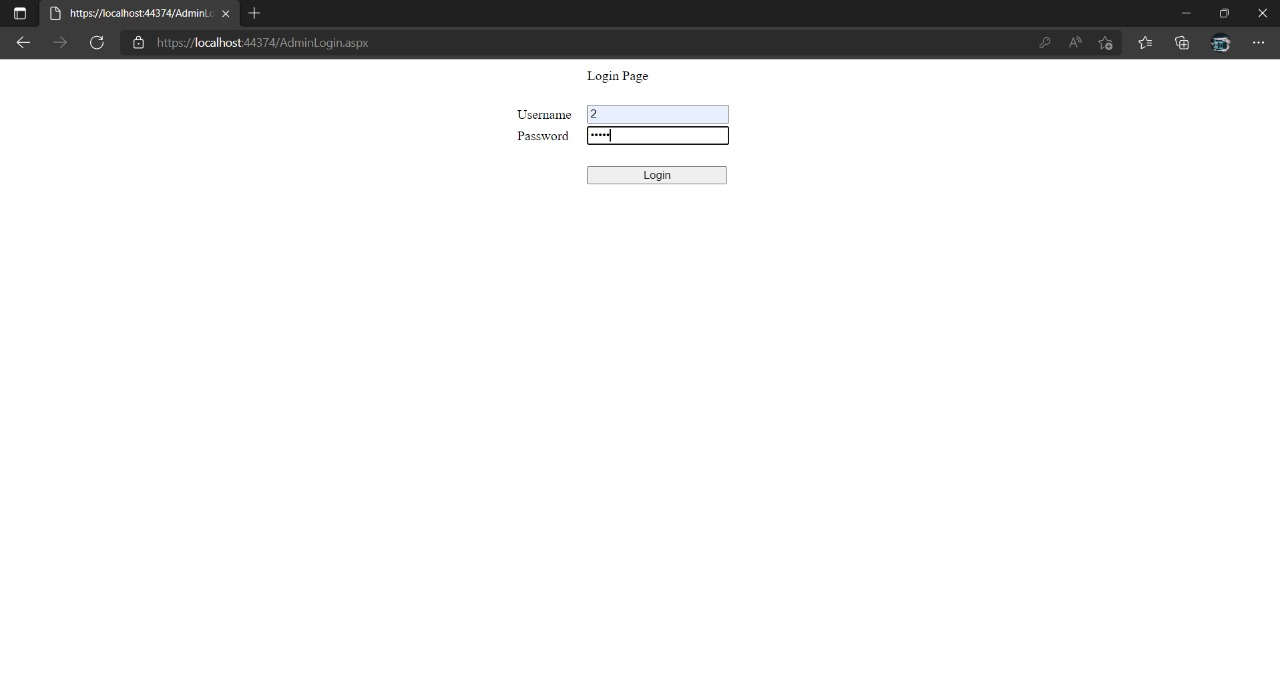 https://localhost:44374/AdminLo
https://localhost:44374/AdminLogin.aspx
Login Page
Username 2
Password •••••
Login